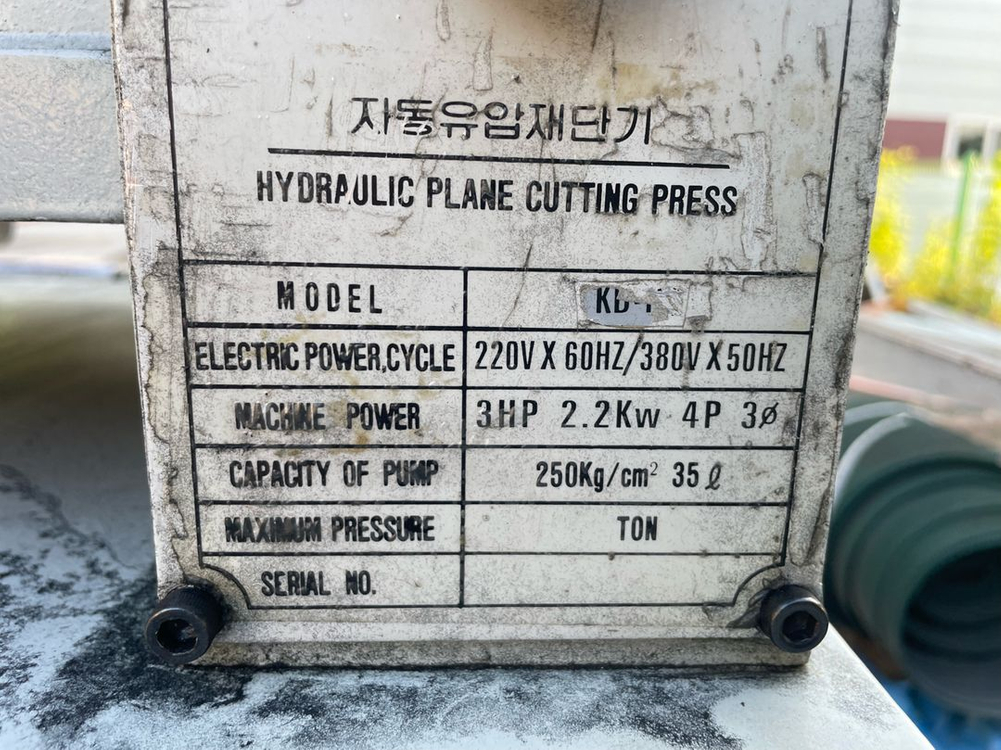 자동유압재단기
HYDRAULIC PLANE CUTTING PRESS
MODEL
ELECTRIC POWER,CYCLE 220V X 60HZ/380V X 50HZ
MACHINE POWER 3HP 2.2Kw 4P 3ø
CAPACITY OF PUMP 250Kg/cm² 35 ℓ
MAXIMUM PRESSURE TON
SERIAL NO.